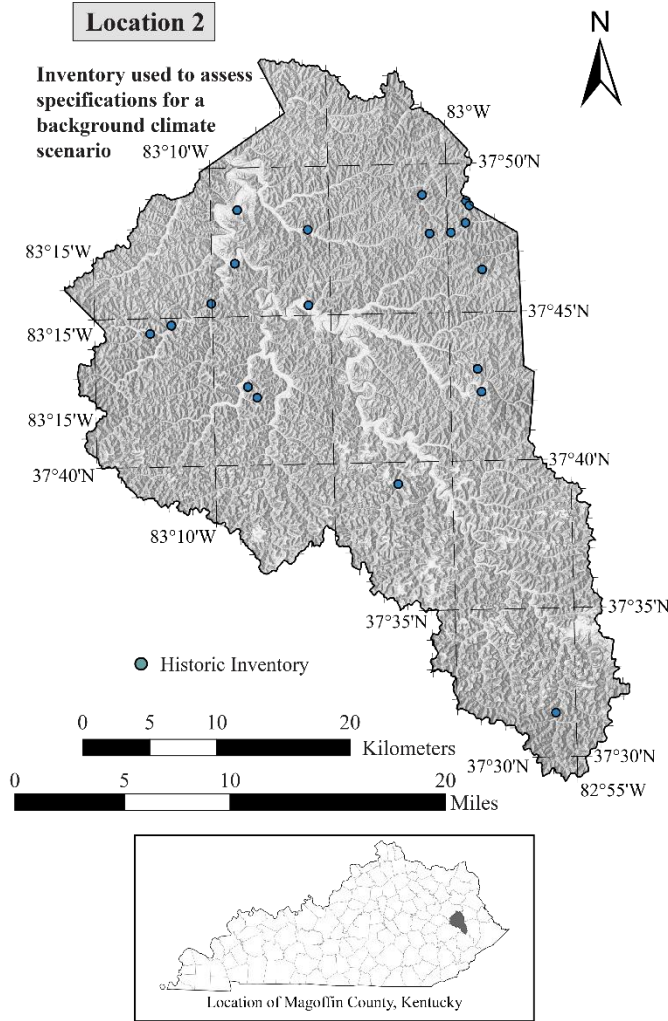 Location 2
N
Inventory used to assess
specifications for a
background climate
scenario
83°W
83°10'W
37°50'N
83°15'W
37°45'N
83°15'W
83°15'W
37°40'N
37°40'N
83°10'W
37°35'N
37°35'N
Historic Inventory
0 5 10 20
Kilometers
37°30'N
37°30'N
82°55'W
0 5 10 20
Miles
Location of Magoffin County, Kentucky